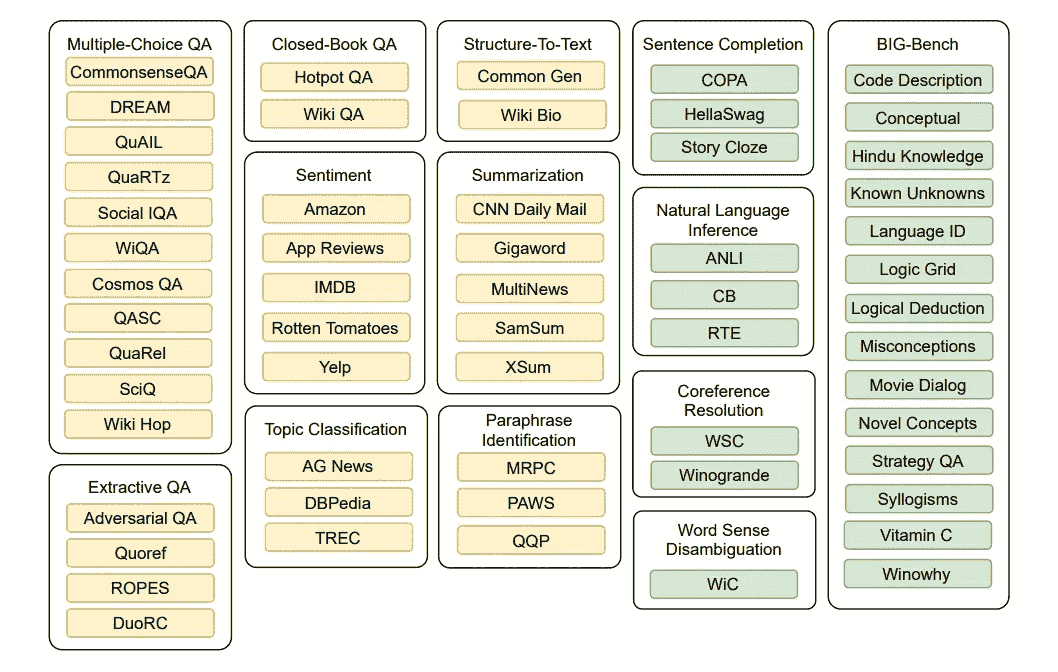 Multiple-Choice QA
CommonsenseQA
DREAM
QuAIL
QuaRTz
Social IQA
WiQA
Cosmos QA
QASC
QuaRel
SciQ
Wiki Hop
Extractive QA
Adversarial QA
Quoref
ROPES
DuoRC
Closed-Book QA
Hotpot QA
Wiki QA
Sentiment
Amazon
App Reviews
IMDB
Rotten Tomatoes
Yelp
Topic Classification
AG News
DBPedia
TREC
Structure-To-Text
Common Gen
Wiki Bio
Summarization
CNN Daily Mail
Gigaword
MultiNews
SamSum
XSum
Paraphrase
Identification
MRPC
PAWS
QQP
Sentence Completion
COPA
HellaSwag
Story Cloze
Natural Language
Inference
ANLI
CB
RTE
Coreference
Resolution
WSC
Winogrande
Word Sense
Disambiguation
WiC
BIG-Bench
Code Description
Conceptual
Hindu Knowledge
Known Unknowns
Language ID
Logic Grid
Logical Deduction
Misconceptions
Movie Dialog
Novel Concepts
Strategy QA
Syllogisms
Vitamin C
Winowhy